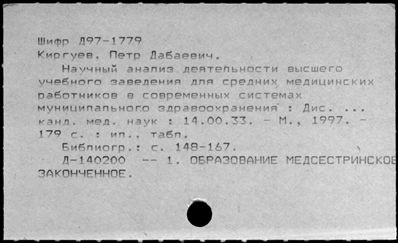 Шифр Д97-1779
Киргуев, Петр Дабаевич.
Научный анализ деятельности высшего
учебного заведения для средних медицинских
работников в современных системах
муниципального здравоохранения : Дис. ...
канд. мед. наук : 14.00.33. - М., 1997. -
179 с. : ил., табл.
Библиогр.: с. 148-167.
Д-140200 -- 1. ОБРАЗОВАНИЕ МЕДСЕСТРИНСКОЕ
ЗАКОНЧЕННОЕ.